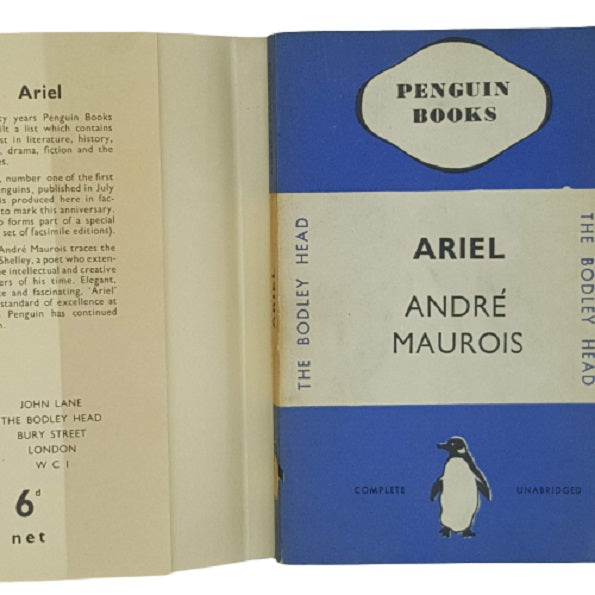 Ariel
ty years Penguin Books
ilt a list which contains
st in literature, history,
, drama, fiction and the
es.
, number one of the first
nguins, published in July
is produced here in fac-
to mark this anniversary,
o forms part of a special
set of facsimile editions).
André Maurois traces the
Shelley, a poet who exten-
he intellectual and creative
ers of his time. Elegant,
te and fascinating, 'Ariel'
standard of excellence at
Penguin has continued
n.
JOHN LANE
THE BODLEY HEAD
BURY STREET
LONDON
W C I
6d
net
ARIEL
PENGUIN
BOOKS
THE BODLEY HEAD
ARIEL
ANDRÉ
MAUROIS
THE BODLEY HEAD
COMPLETE
UNABRIDGED